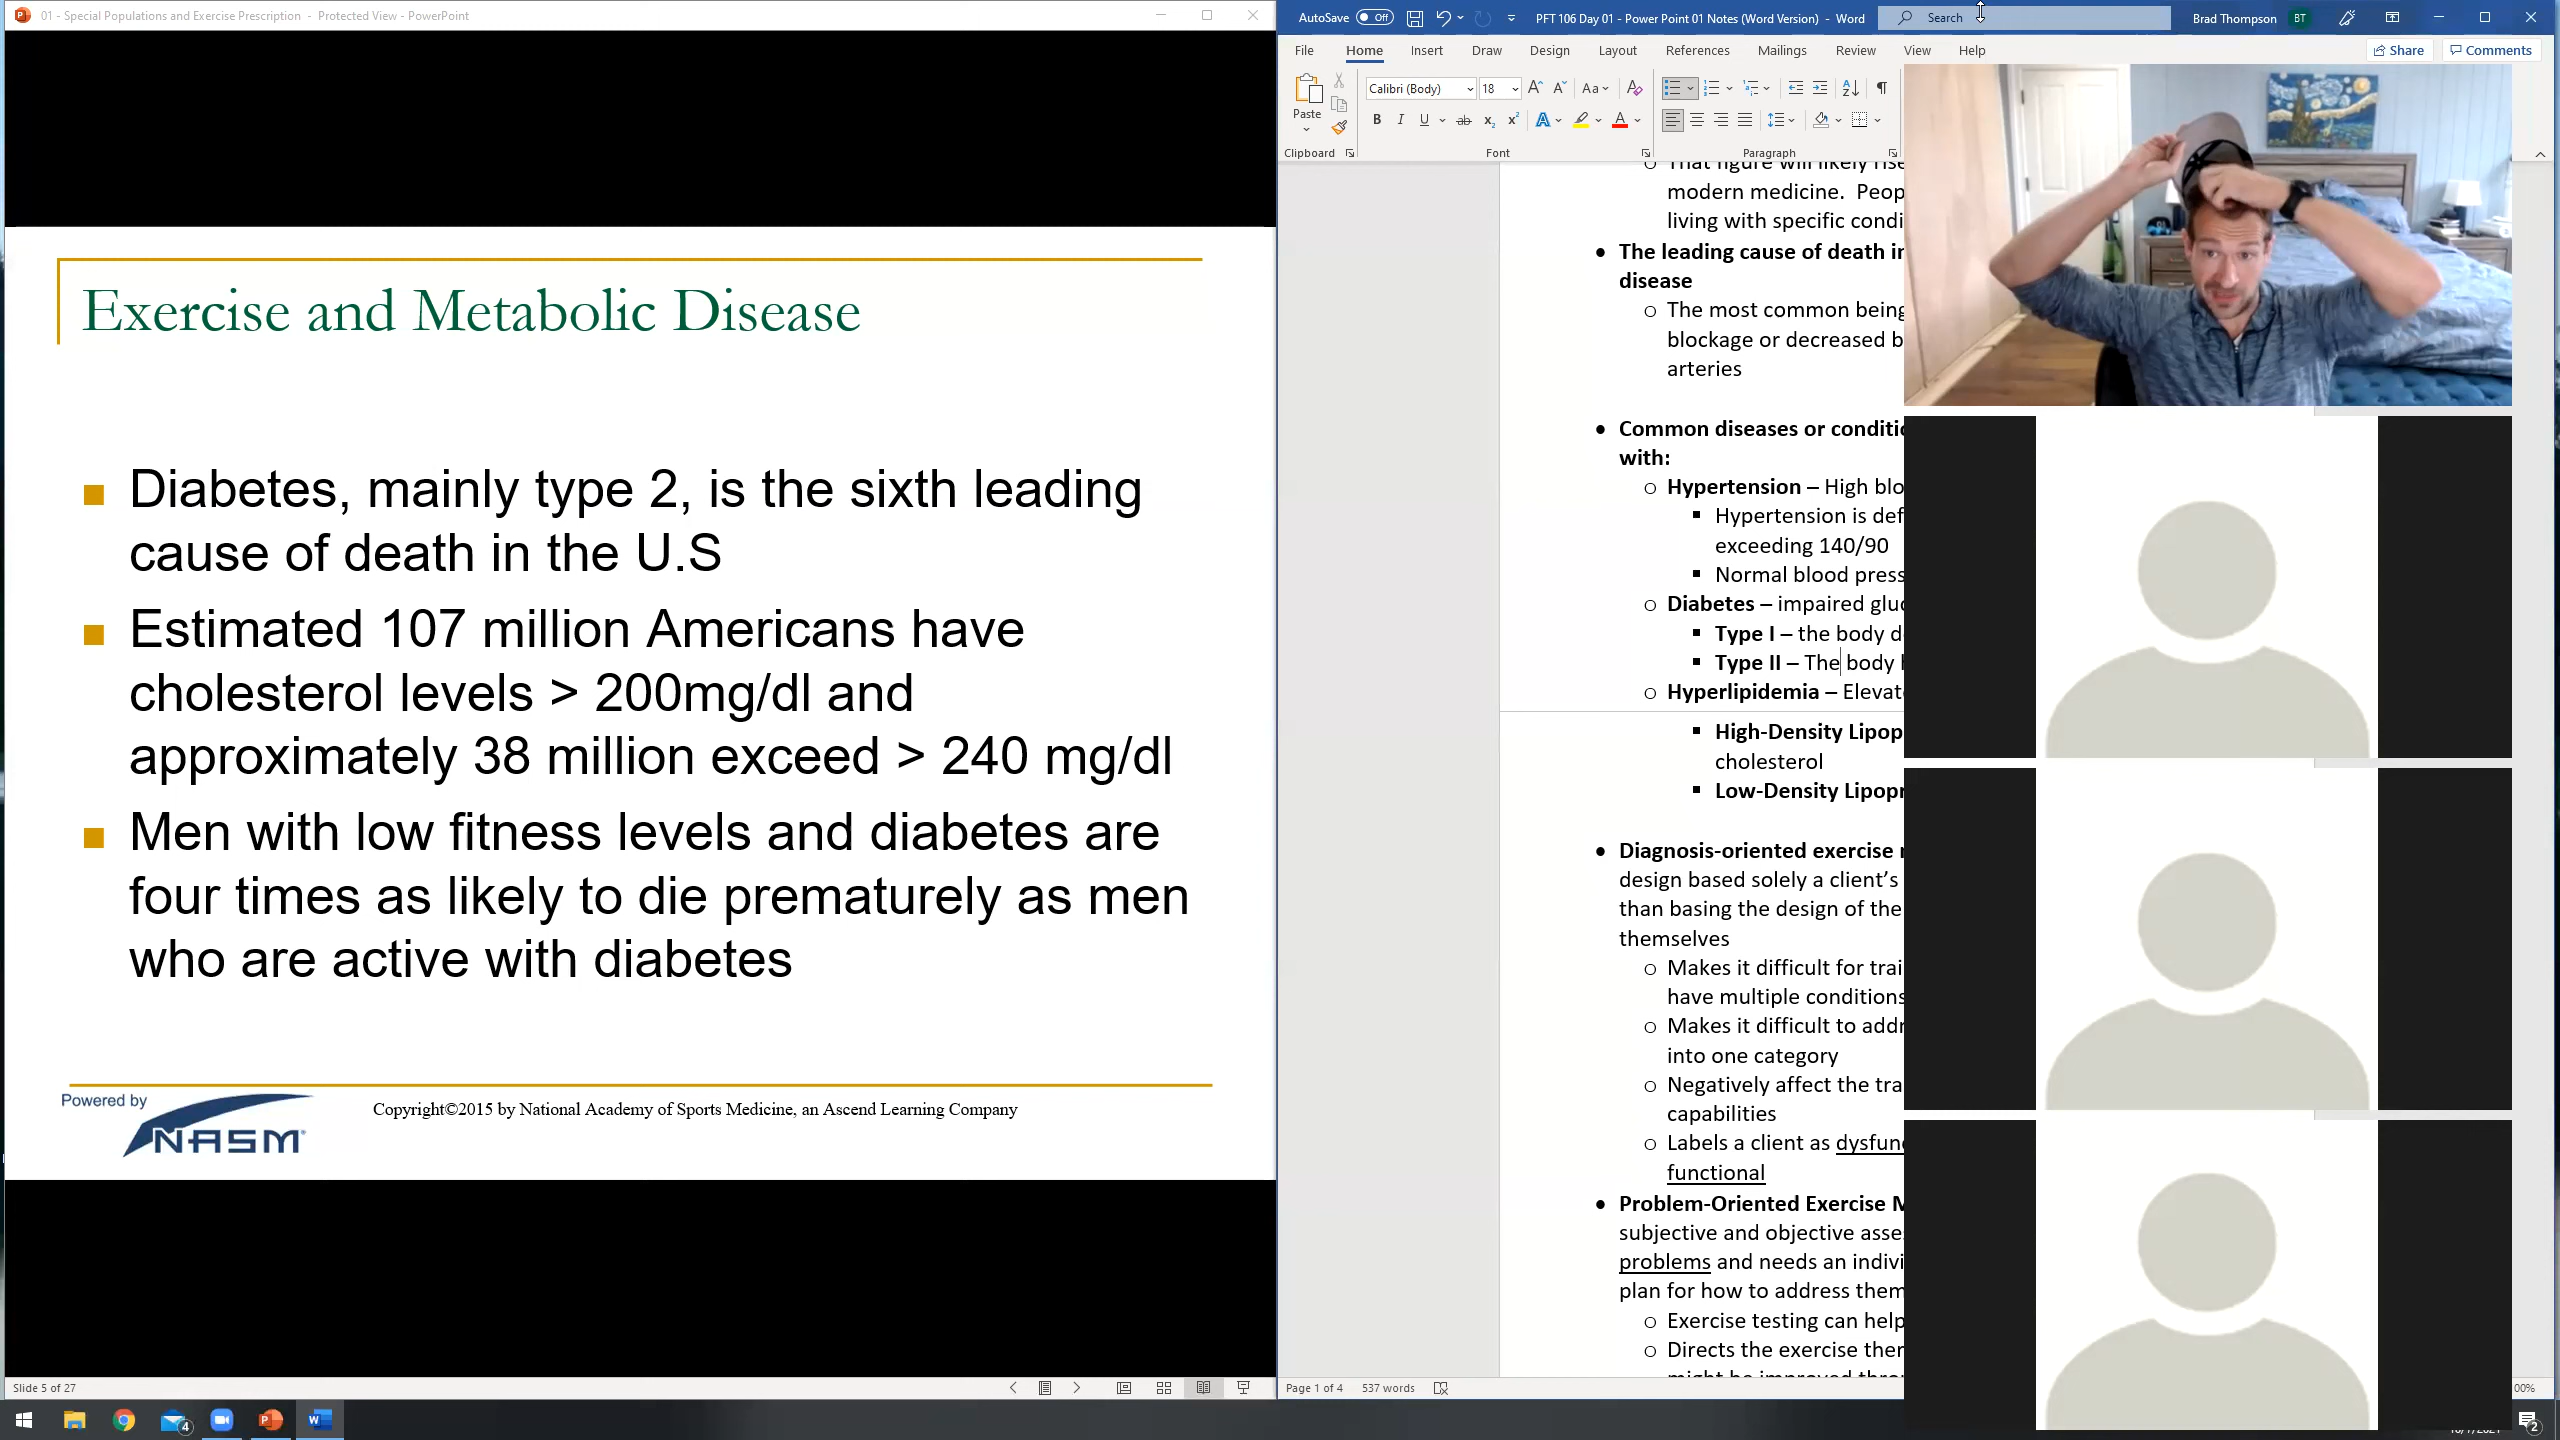 01 - Special Populations and Exercise Prescription - Protected View - PowerPoint
Exercise and Metabolic Disease
Diabetes, mainly type 2, is the sixth leading
cause of death in the U.S
Estimated 107 million Americans have
cholesterol levels > 200mg/dl and
approximately 38 million exceed > 240 mg/dl
Men with low fitness levels and diabetes are
four times as likely to die prematurely as men
who are active with diabetes
Powered by
NASM
Copyright©2015 by National Academy of Sports Medicine, an Ascend Learning Company
Slide 5 of 27
AutoSave Off
PFT 106 Day 01 - Power Point 01 Notes (Word Version) - Word
Search
Brad Thompson BT
File Home Insert Draw Design Layout References Mailings Review View Help
Share Comments
Paste
Calibri (Body) 18
Clipboard Font Paragraph
modern medicine. Peop
living with specific condi
• The leading cause of death in
disease
o The most common being
blockage or decreased b
arteries
• Common diseases or conditio
with:
o Hypertension – High blo
▪ Hypertension is def
exceeding 140/90
▪ Normal blood press
o Diabetes – impaired gluc
▪ Type I – the body d
▪ Type II – The body
o Hyperlipidemia – Elevat
▪ High-Density Lipop
cholesterol
▪ Low-Density Lipopr
• Diagnosis-oriented exercise
design based solely a client’s
than basing the design of the
themselves
o Makes it difficult for trai
have multiple conditions
o Makes it difficult to addr
into one category
o Negatively affect the tra
capabilities
o Labels a client as dysfunc
functional
• Problem-Oriented Exercise M
subjective and objective asse
problems and needs an indivi
plan for how to address them
o Exercise testing can help
o Directs the exercise ther
Page 1 of 4 537 words
00%
4
2